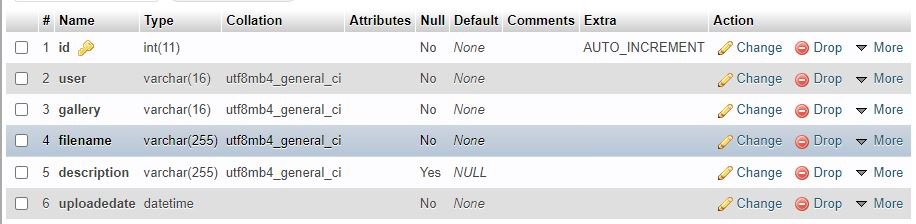 # Name Type Collation Attributes Null Default Comments Extra Action
1 id int(11) No None AUTO_INCREMENT Change Drop More
2 user varchar(16) utf8mb4_general_ci No None Change Drop More
3 gallery varchar(16) utf8mb4_general_ci No None Change Drop More
4 filename varchar(255) utf8mb4_general_ci No None Change Drop More
5 description varchar(255) utf8mb4_general_ci Yes NULL Change Drop More
6 uploadedate datetime No None Change Drop More